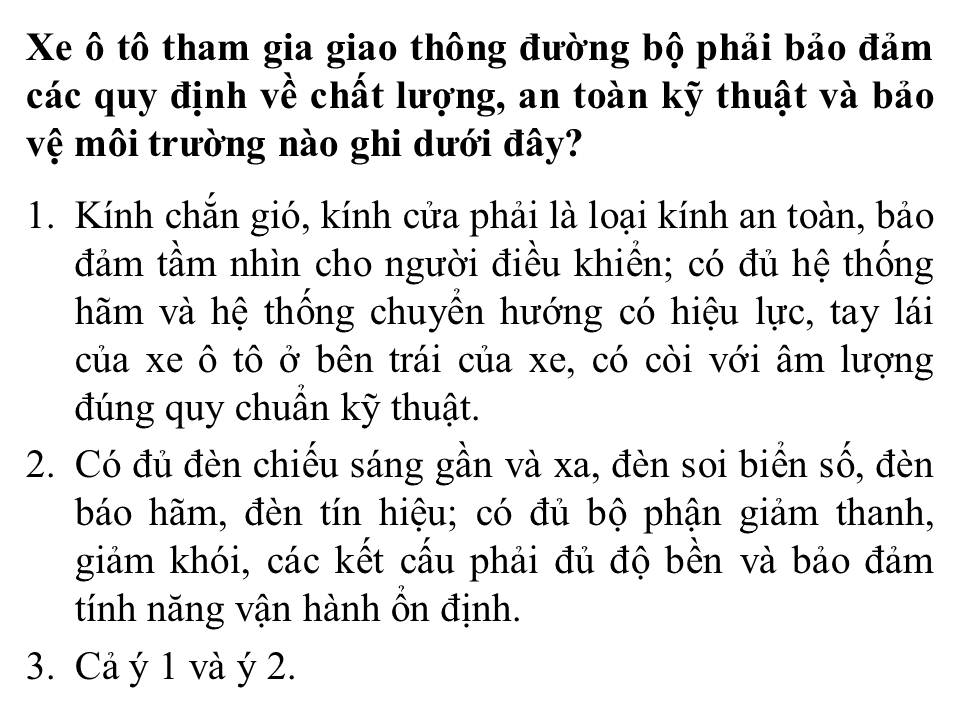 Xe ô tô tham gia giao thông đường bộ phải bảo đảm
các quy định về chất lượng, an toàn kỹ thuật và bảo
vệ môi trường nào ghi dưới đây?
1. Kính chắn gió, kính cửa phải là loại kính an toàn, bảo
đảm tầm nhìn cho người điều khiển; có đủ hệ thống
hãm và hệ thống chuyển hướng có hiệu lực, tay lái
của xe ô tô ở bên trái của xe, có còi với âm lượng
đúng quy chuẩn kỹ thuật.
2. Có đủ đèn chiếu sáng gần và xa, đèn soi biển số, đèn
báo hãm, đèn tín hiệu; có đủ bộ phận giảm thanh,
giảm khói, các kết cấu phải đủ độ bền và bảo đảm
tính năng vận hành ổn định.
3. Cả ý 1 và ý 2.